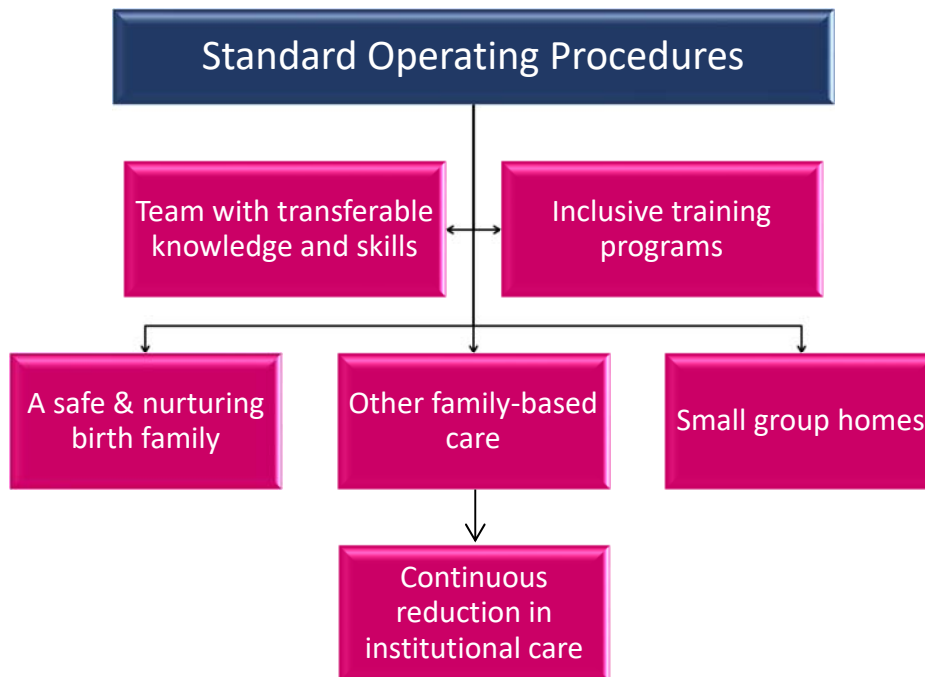 Standard Operating Procedures
Team with transferable
knowledge and skills
Inclusive training
programs
A safe & nurturing
birth family
Other family-based
care
Small group homes
Continuous
reduction in
institutional care